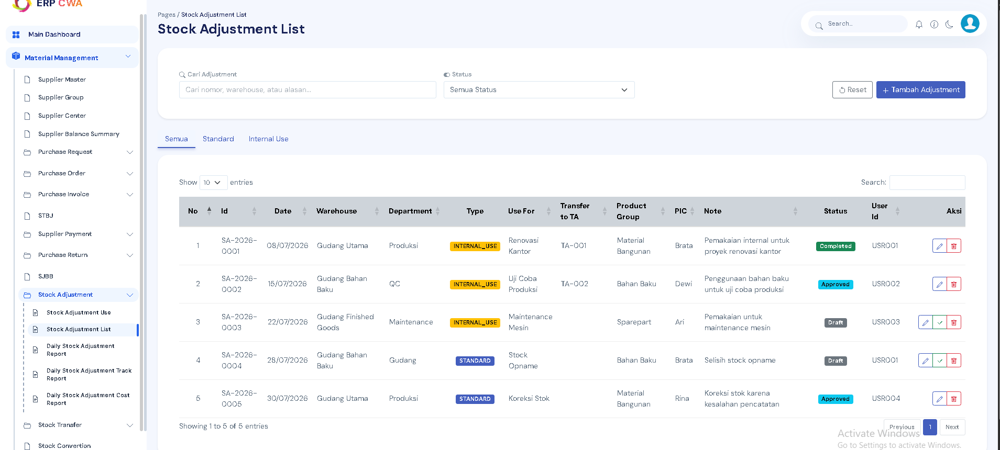 ERP CWA
Main Dashboard
Material Management
Supplier Master
Supplier Group
Supplier Center
Supplier Balance Summary
Purchase Request
Purchase Order
Purchase Invoice
STBJ
Supplier Payment
Purchase Return
SJBB
Stock Adjustment
Stock Adjustment Use
Stock Adjustment List
Daily Stock Adjustment
Report
Daily Stock Adjustment Track
Report
Daily Stock Adjustment Cost
Report
Stock Transfer
Stock Convertion
Pages / Stock Adjustment List
Stock Adjustment List
Search...
Cari Adjustment
Cari nomor, warehouse, atau alasan...
Status
Semua Status
Reset
+ Tambah Adjustment
Semua Standard Internal Use
Show 10 entries
Search:
No Id Date Warehouse Department Type Use For Transfer to TA Product Group PIC Note Status User Id Aksi
1 SA-2026-0001 08/07/2026 Gudang Utama Produksi INTERNAL_USE Renovasi Kantor TA-001 Material Bangunan Brata Pemakaian internal untuk proyek renovasi kantor Completed USR001
2 SA-2026-0002 15/07/2026 Gudang Bahan Baku QC INTERNAL_USE Uji Coba Produksi TA-002 Bahan Baku Dewi Penggunaan bahan baku untuk uji coba produksi Approved USR002
3 SA-2026-0003 22/07/2026 Gudang Finished Goods Maintenance INTERNAL_USE Maintenance Mesin Sparepart Ari Pemakaian untuk maintenance mesin Draft USR003
4 SA-2026-0004 28/07/2026 Gudang Bahan Baku Gudang STANDARD Stock Opname Bahan Baku Brata Selisih stock opname Draft USR001
5 SA-2026-0005 30/07/2026 Gudang Utama Produksi STANDARD Koreksi Stok Material Bangunan Rina Koreksi stok karena kesalahan pencatatan Approved USR004
Showing 1 to 5 of 5 entries
Previous 1 Next
Activate Windows
Go to Settings to activate Windows.